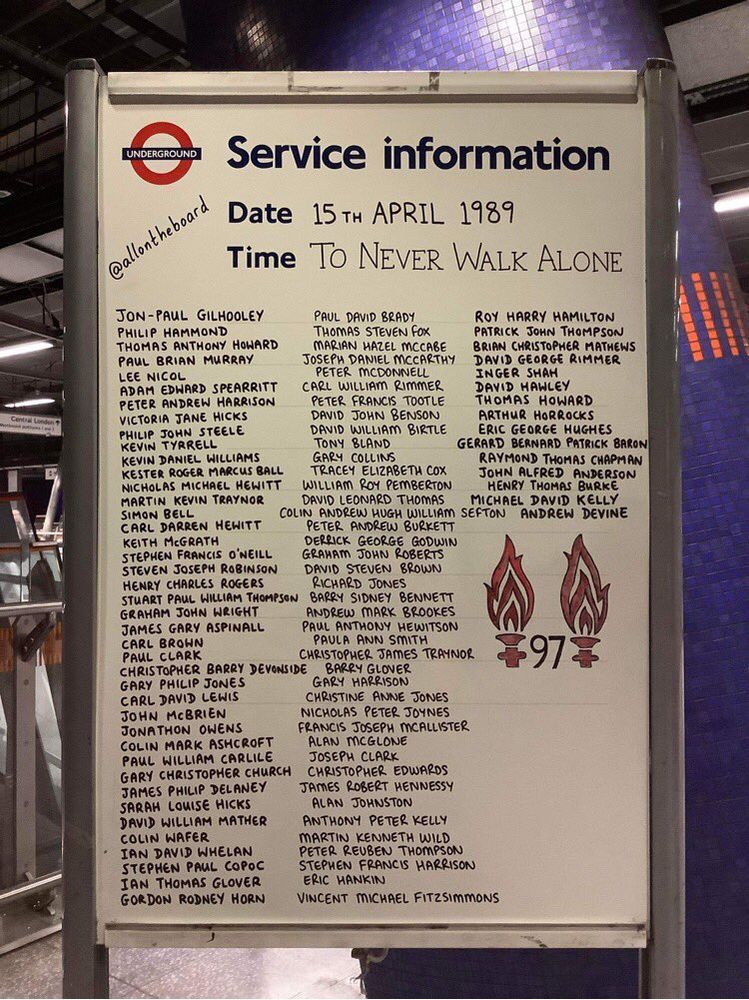 UNDERGROUND
Service information
@allontheboard
Date 15TH APRIL 1989
Time TO NEVER WALK ALONE
JON-PAUL GILHOOLEY
PHILIP HAMMOND
THOMAS ANTHONY HOWARD
PAUL BRIAN MURRAY
LEE NICOL
ADAM EDWARD SPEARRITT
PETER ANDREW HARRISON
VICTORIA JANE HICKS
PHILIP JOHN STEELE
KEVIN TYRRELL
KEVIN DANIEL WILLIAMS
KESTER ROGER MARCUS BALL
NICHOLAS MICHAEL HEWITT
MARTIN KEVIN TRAYNOR
SIMON BELL
CARL DARREN HEWITT
KEITH McGRATH
STEPHEN FRANCIS O'NEILL
STEVEN JOSEPH ROBINSON
HENRY CHARLES ROGERS
STUART PAUL WILLIAM THOMPSON
GRAHAM JOHN WRIGHT
JAMES GARY ASPINALL
CARL BROWN
PAUL CLARK
CHRISTOPHER BARRY DEVONSIDE
GARY PHILIP JONES
CARL DAVID LEWIS
JOHN McBRIEN
JONATHON OWENS
COLIN MARK ASHCROFT
PAUL WILLIAM CARLILE
GARY CHRISTOPHER CHURCH
JAMES PHILIP DELANEY
SARAH LOUISE HICKS
DAVID WILLIAM MATHER
COLIN WAFER
IAN DAVID WHELAN
STEPHEN PAUL COPOC
IAN THOMAS GLOVER
GORDON RODNEY HORN
PAUL DAVID BRADY
THOMAS STEVEN FOX
MARIAN HAZEL McCABE
JOSEPH DANIEL McCARTHY
PETER McDONNELL
CARL WILLIAM RIMMER
PETER FRANCIS TOOTLE
DAVID JOHN BENSON
DAVID WILLIAM BIRTLE
TONY BLAND
GARY COLLINS
TRACEY ELIZABETH COX
WILLIAM ROY PEMBERTON
DAVID LEONARD THOMAS
COLIN ANDREW HUGH WILLIAM SEFTON
PETER ANDREW BURKETT
DERRICK GEORGE GODWIN
GRAHAM JOHN ROBERTS
DAVID STEVEN BROWN
RICHARD JONES
BARRY SIDNEY BENNETT
ANDREW MARK BROOKES
PAUL ANTHONY HEWITSON
PAULA ANN SMITH
CHRISTOPHER JAMES TRAYNOR
BARRY GLOVER
GARY HARRISON
CHRISTINE ANNE JONES
NICHOLAS PETER JOYNES
FRANCIS JOSEPH McALLISTER
ALAN McGLONE
JOSEPH CLARK
CHRISTOPHER EDWARDS
JAMES ROBERT HENNESSY
ALAN JOHNSTON
ANTHONY PETER KELLY
MARTIN KENNETH WILD
PETER REUBEN THOMPSON
STEPHEN FRANCIS HARRISON
ERIC HANKIN
VINCENT MICHAEL FITZSIMMONS
ROY HARRY HAMILTON
PATRICK JOHN THOMPSON
BRIAN CHRISTOPHER MATHEWS
DAVID GEORGE RIMMER
INGER SHAH
DAVID HAWLEY
THOMAS HOWARD
ARTHUR HORROCKS
ERIC GEORGE HUGHES
GERARD BERNARD PATRICK BARON
RAYMOND THOMAS CHAPMAN
JOHN ALFRED ANDERSON
HENRY THOMAS BURKE
MICHAEL DAVID KELLY
ANDREW DEVINE
97
Central London